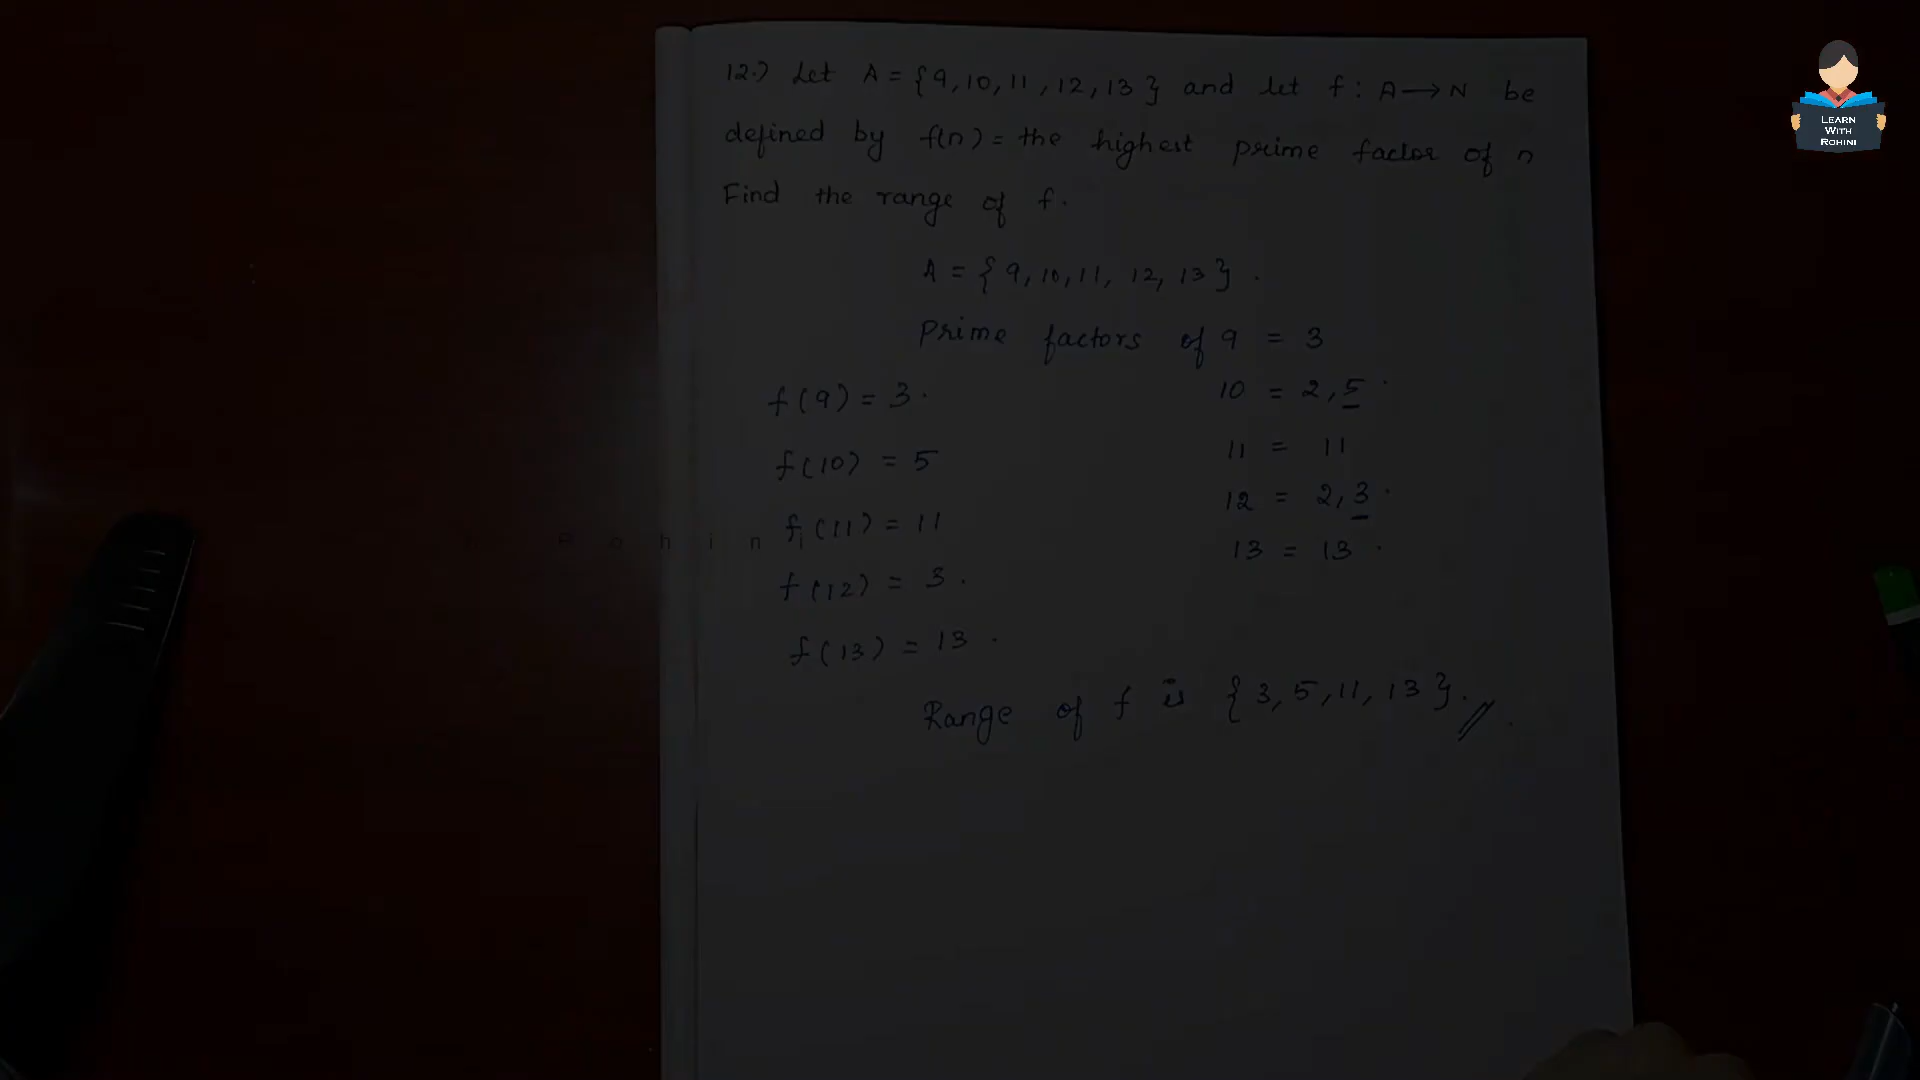 12.) Let A = {9, 10, 11, 12, 13} and let f : A → N be
defined by f(n) = the highest prime factor of n
Find the range of f.
A = {9, 10, 11, 12, 13}.
Prime factors of 9 = 3
10 = 2, 5.
11 = 11
12 = 2, 3.
13 = 13.
f(9) = 3.
f(10) = 5
f(11) = 11
f(12) = 3.
f(13) = 13.
Range of f is {3, 5, 11, 13}.
Rohini
LEARN
WITH
ROHINI